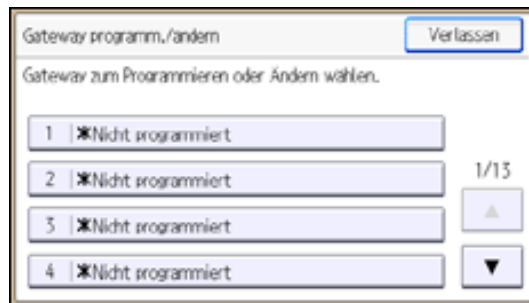 Gateway programm./ändern
Verlassen
Gateway zum Programmieren oder Ändern wählen.
1 ✱Nicht programmiert
2 ✱Nicht programmiert
1/13
3 ✱Nicht programmiert
▲
4 ✱Nicht programmiert
▼